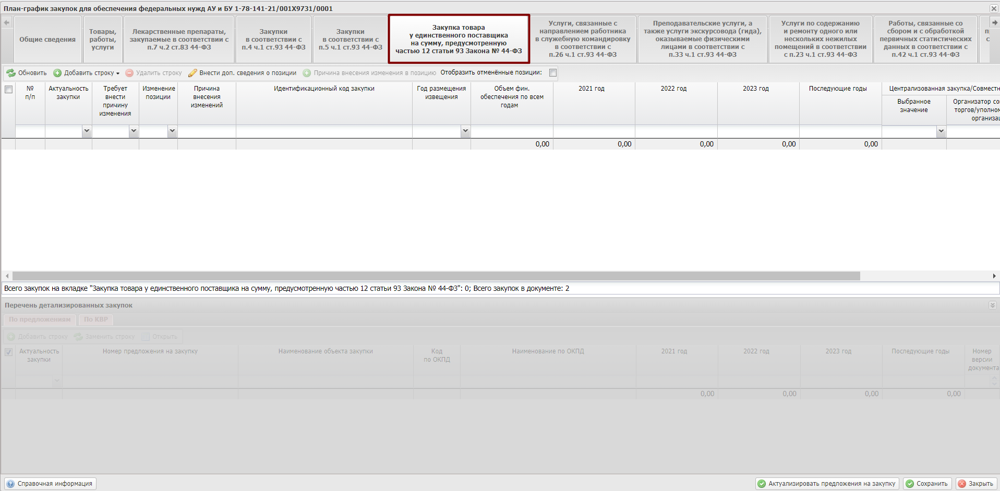 План-график закупок для обеспечения федеральных нужд АУ и БУ 1-78-141-21/001X9731/0001
Общие сведения
Товары,
работы,
услуги
Лекарственные препараты,
закупаемые в соответствии с
п.7 ч.2 ст.83 44-ФЗ
Закупки
в соответствии с
п.4 ч.1 ст.93 44-ФЗ
Закупки
в соответствии с
п.5 ч.1 ст.93 44-ФЗ
Закупка товара
у единственного поставщика
на сумму, предусмотренную
частью 12 статьи 93 Закона № 44-ФЗ
Услуги, связанные с
направлением работника
в служебную командировку
в соответствии с
п.26 ч.1 ст.93 44-ФЗ
Преподавательские услуги, а
также услуги экскурсовода (гида),
оказываемые физическими
лицами в соответствии с
п.33 ч.1 ст.93 44-ФЗ
Услуги по содержанию
и ремонту одного или
нескольких нежилых
помещений в соответствии
с п.23 ч.1 ст.93 44-ФЗ
Работы, связанные со
сбором и с обработкой
первичных статистических
данных в соответствии с
п.42 ч.1 ст.93 44-ФЗ
Обновить Добавить строку Удалить строку Внести доп. сведения о позиции Причина внесения изменения в позицию Отобразить отменённые позиции:
№
п/п
Актуальность
закупки
Требует
внести
причину
изменения
Изменение
позиции
Причина
внесения
изменений
Идентификационный код закупки
Год размещения
извещения
Объем фин.
обеспечения по всем
годам
2021 год
2022 год
2023 год
Последующие годы
Централизованная закупка/Совместн
Выбранное
значение
Организатор со
торгов/уполном
организац
0,00 0,00 0,00 0,00 0,00
Всего закупок на вкладке "Закупка товара у единственного поставщика на сумму, предусмотренную частью 12 статьи 93 Закона № 44-ФЗ": 0; Всего закупок в документе: 2
Перечень детализированных закупок
По предложениям По КВР
Добавить строку Заменить строку Открыть
Актуальность
закупки
Номер предложения на закупку
Наименование объекта закупки
Код
по ОКПД
Наименование по ОКПД
2021 год
2022 год
2023 год
Последующие годы
Номер
версии
документа
0,00 0,00 0,00 0,00
Справочная информация Актуализировать предложения на закупку Сохранить Закрыть